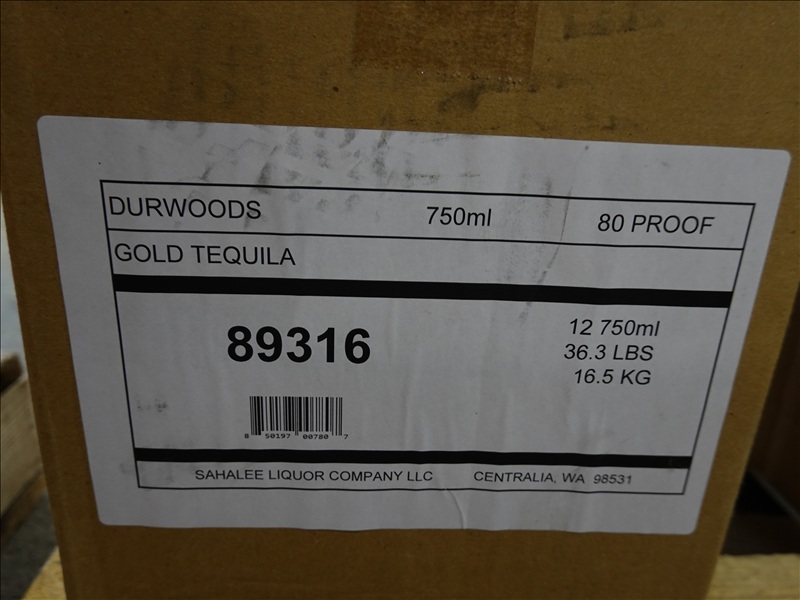 DURWOODS 750ml 80 PROOF
GOLD TEQUILA
89316
12 750ml
36.3 LBS
16.5 KG
8 50197 00780 7
SAHALEE LIQUOR COMPANY LLC CENTRALIA, WA 98531